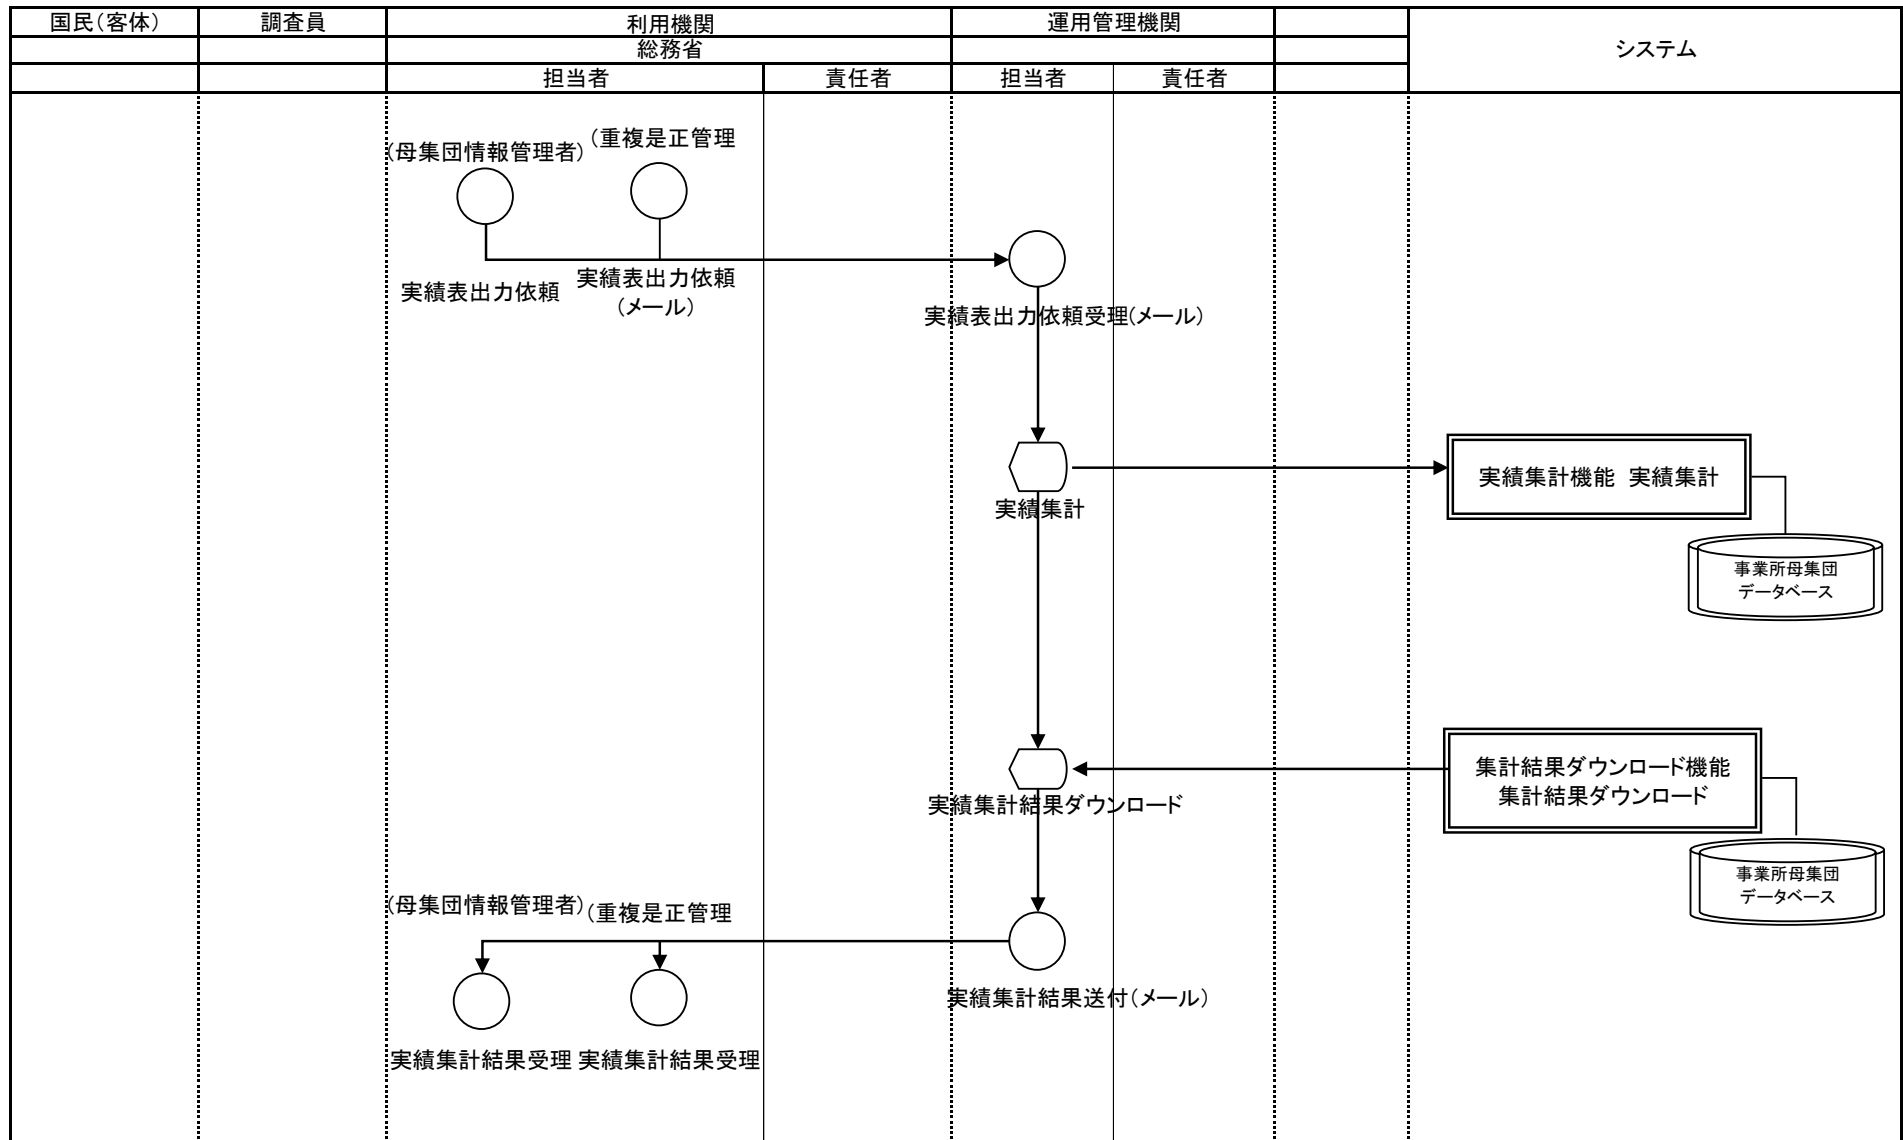 国民（客体）
調査員
利用機関
運用管理機関
総務省
システム
担当者
責任者
担当者
責任者
（母集団情報管理者）
（重複是正管理
実績表出力依頼
実績表出力依頼
（メール）
実績表出力依頼受理（メール）
実績集計機能 実績集計
実績集計
事業所母集団
データベース
集計結果ダウンロード機能
集計結果ダウンロード
実績集計結果ダウンロード
事業所母集団
データベース
（母集団情報管理者）
（重複是正管理
実績集計結果送付（メール）
実績集計結果受理
実績集計結果受理